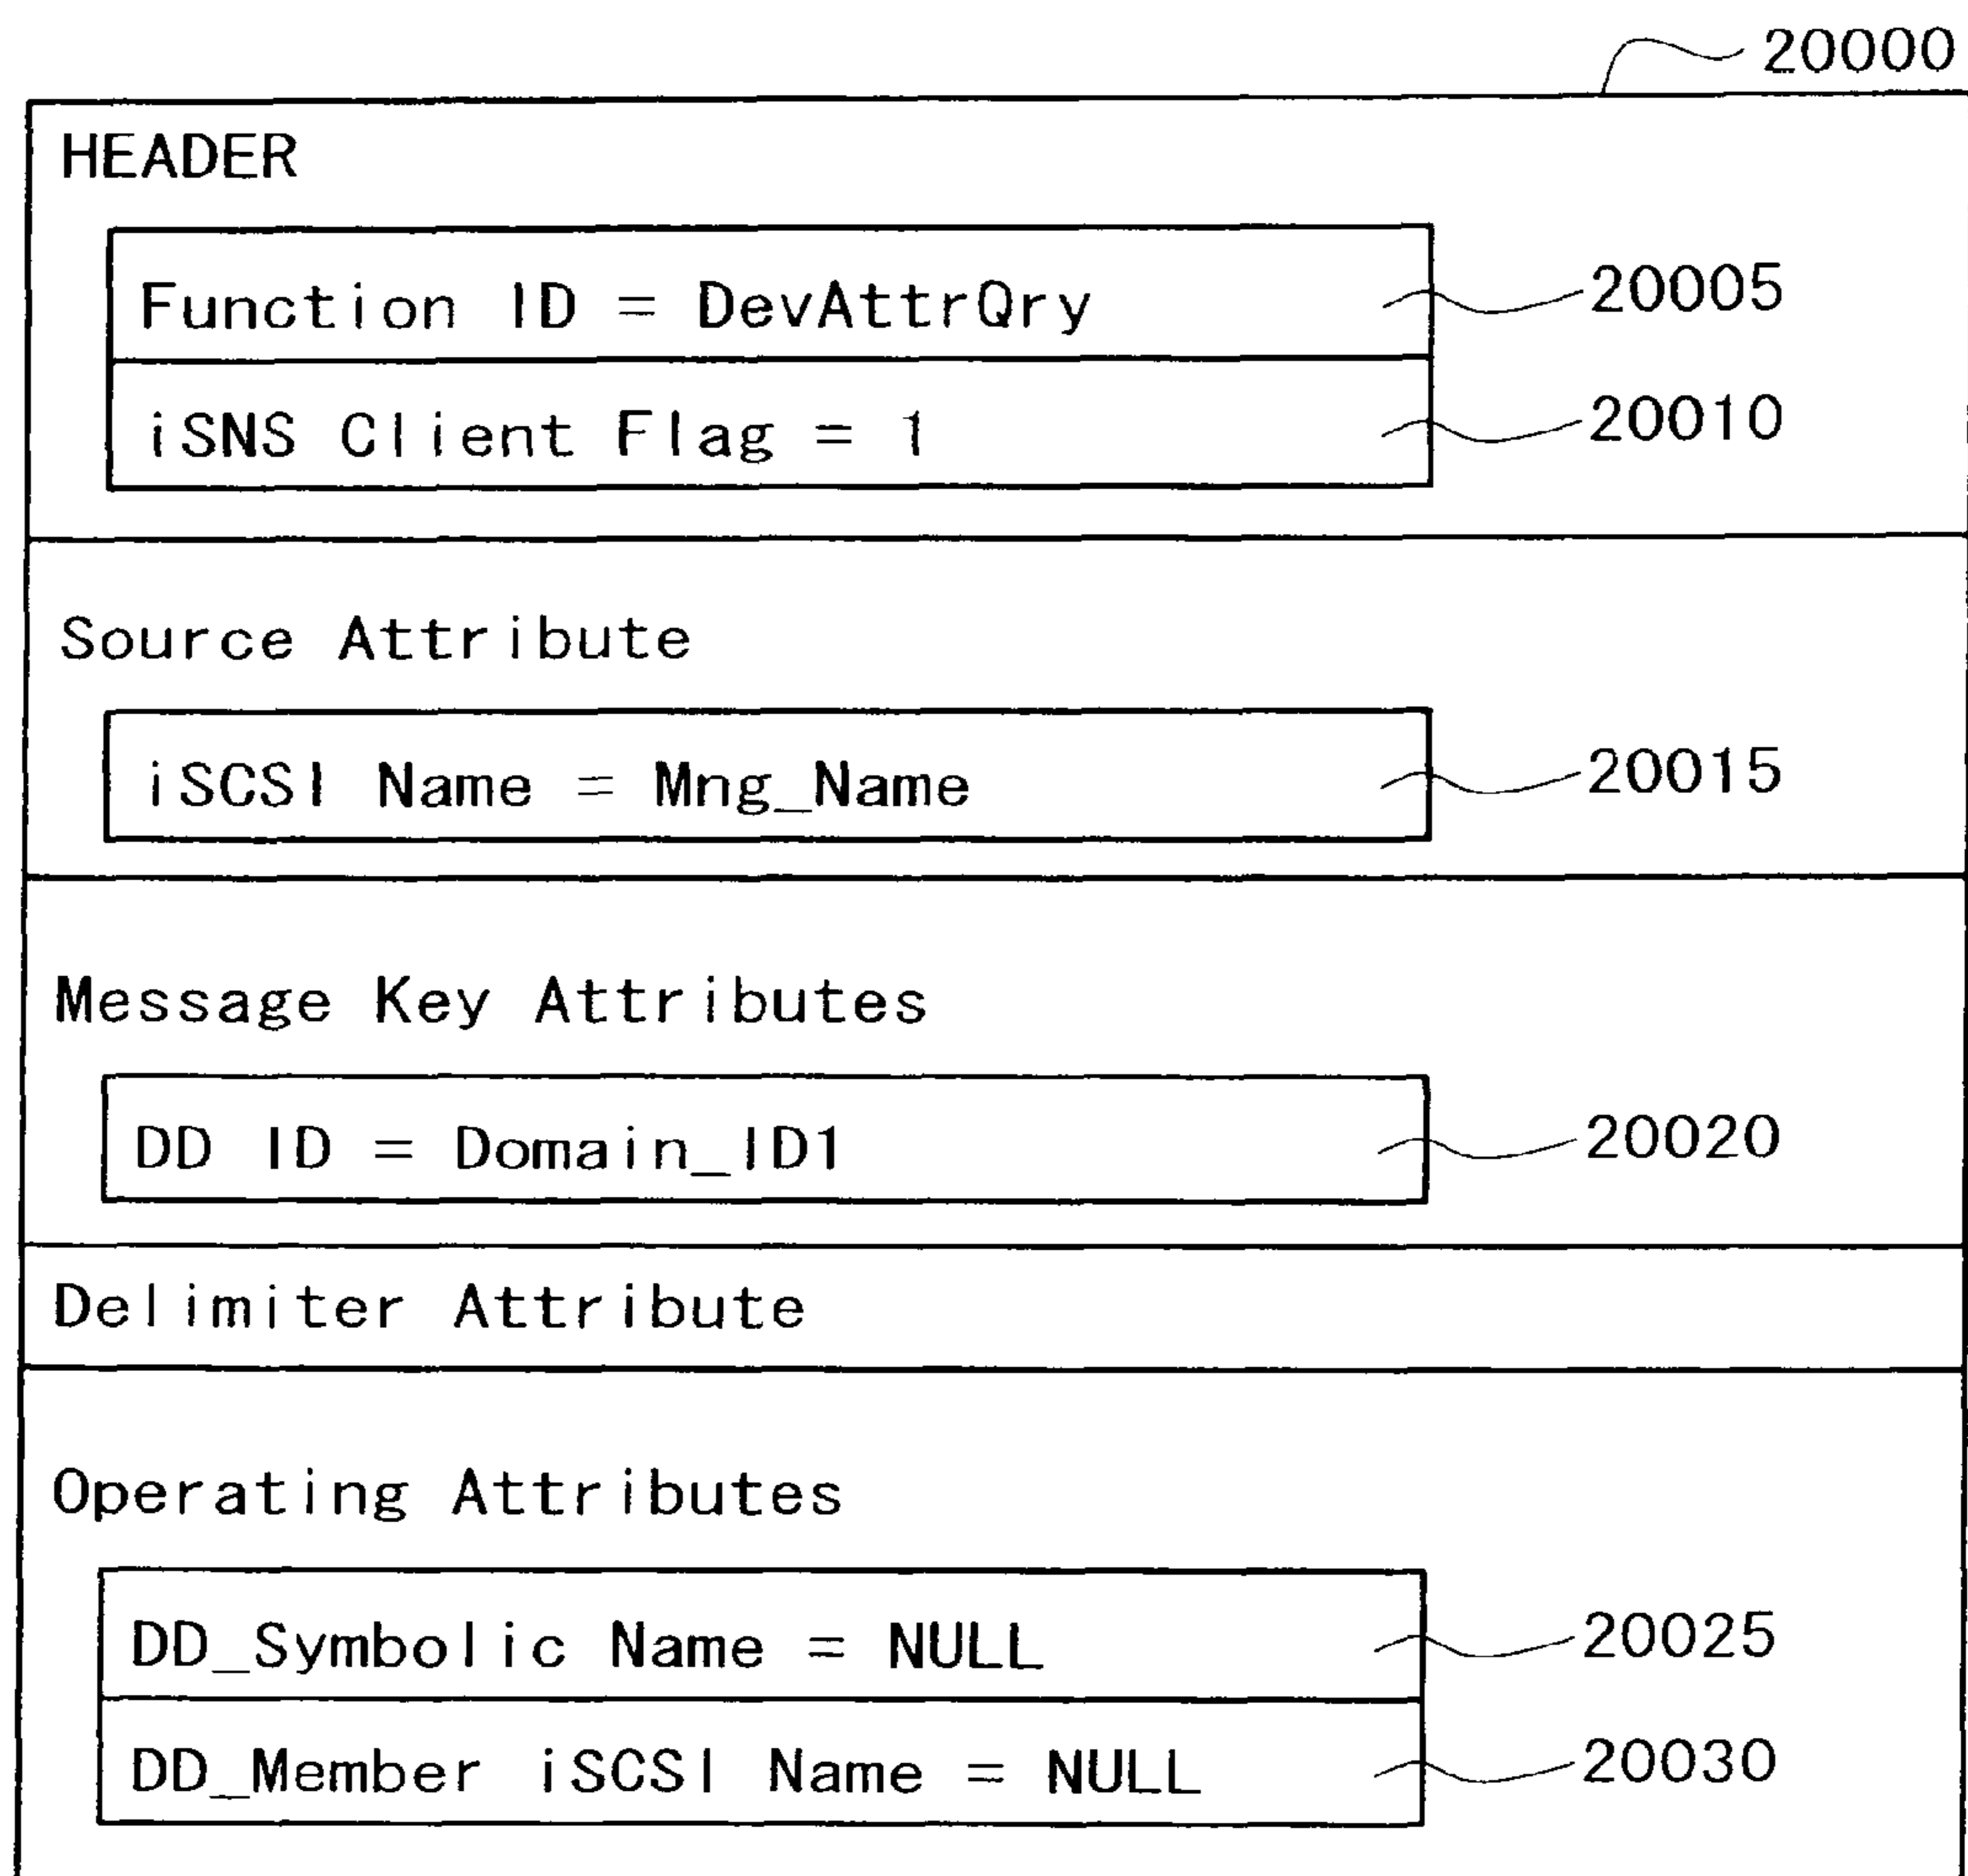 20000
HEADER
Function ID = DevAttrQry
20005
iSNS Client Flag = 1
20010
Source Attribute
iSCSI Name = Mng_Name
20015
Message Key Attributes
DD ID = Domain_ID1
20020
Delimiter Attribute
Operating Attributes
DD_Symbolic Name = NULL
20025
DD_Member iSCSI Name = NULL
20030